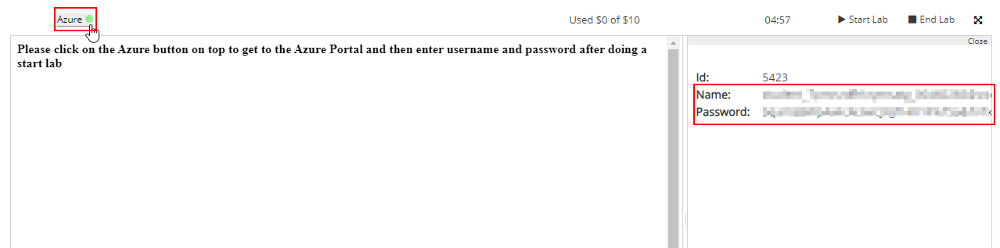 Azure
Used $0 of $10
04:57
Start Lab
End Lab
Please click on the Azure button on top to get to the Azure Portal and then enter username and password after doing a
start lab
Close
Id: 5423
Name:
Password: